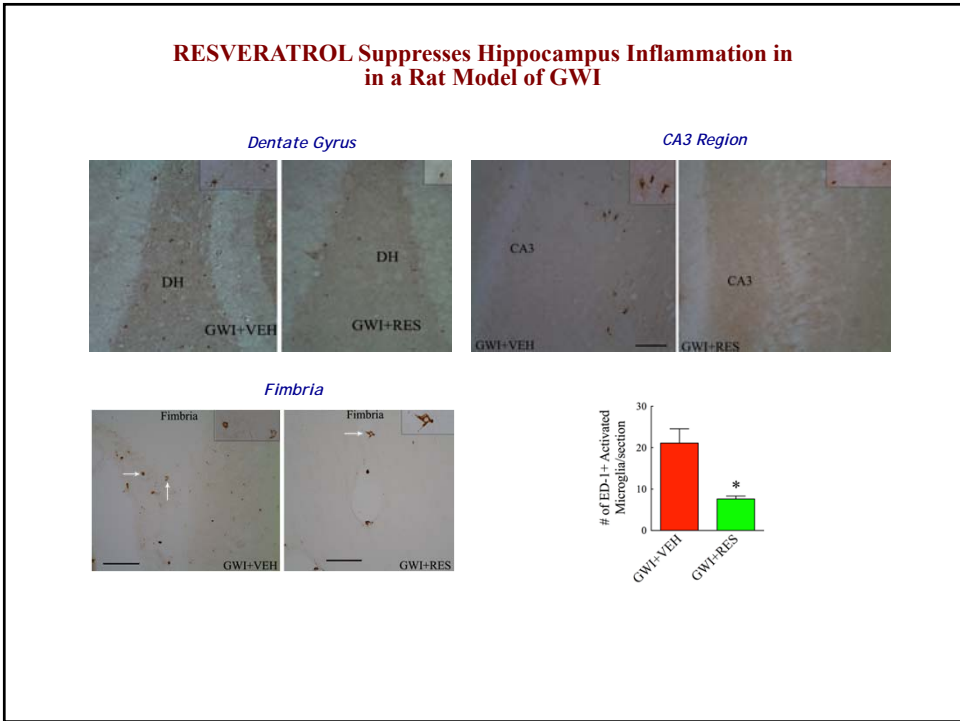 RESVERATROL Suppresses Hippocampus Inflammation in
in a Rat Model of GWI
Dentate Gyrus
CA3 Region
DH
GWI+VEH
DH
GWI+RES
CA3
GWI+VEH
CA3
GWI+RES
Fimbria
Fimbria
GWI+VEH
Fimbria
GWI+RES
# of ED-1+ Activated
Microglia/section
30
20
10
0
*
GWI+VEH
GWI+RES